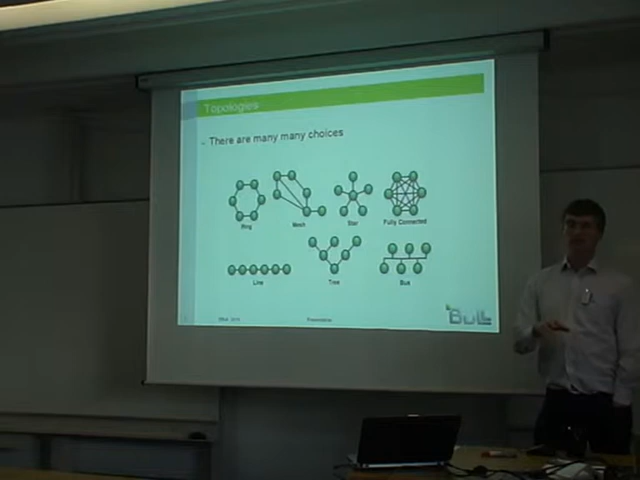 Topologies
There are many many choices
Ring
Mesh
Star
Fully Connected
Line
Tree
Bus
Bull